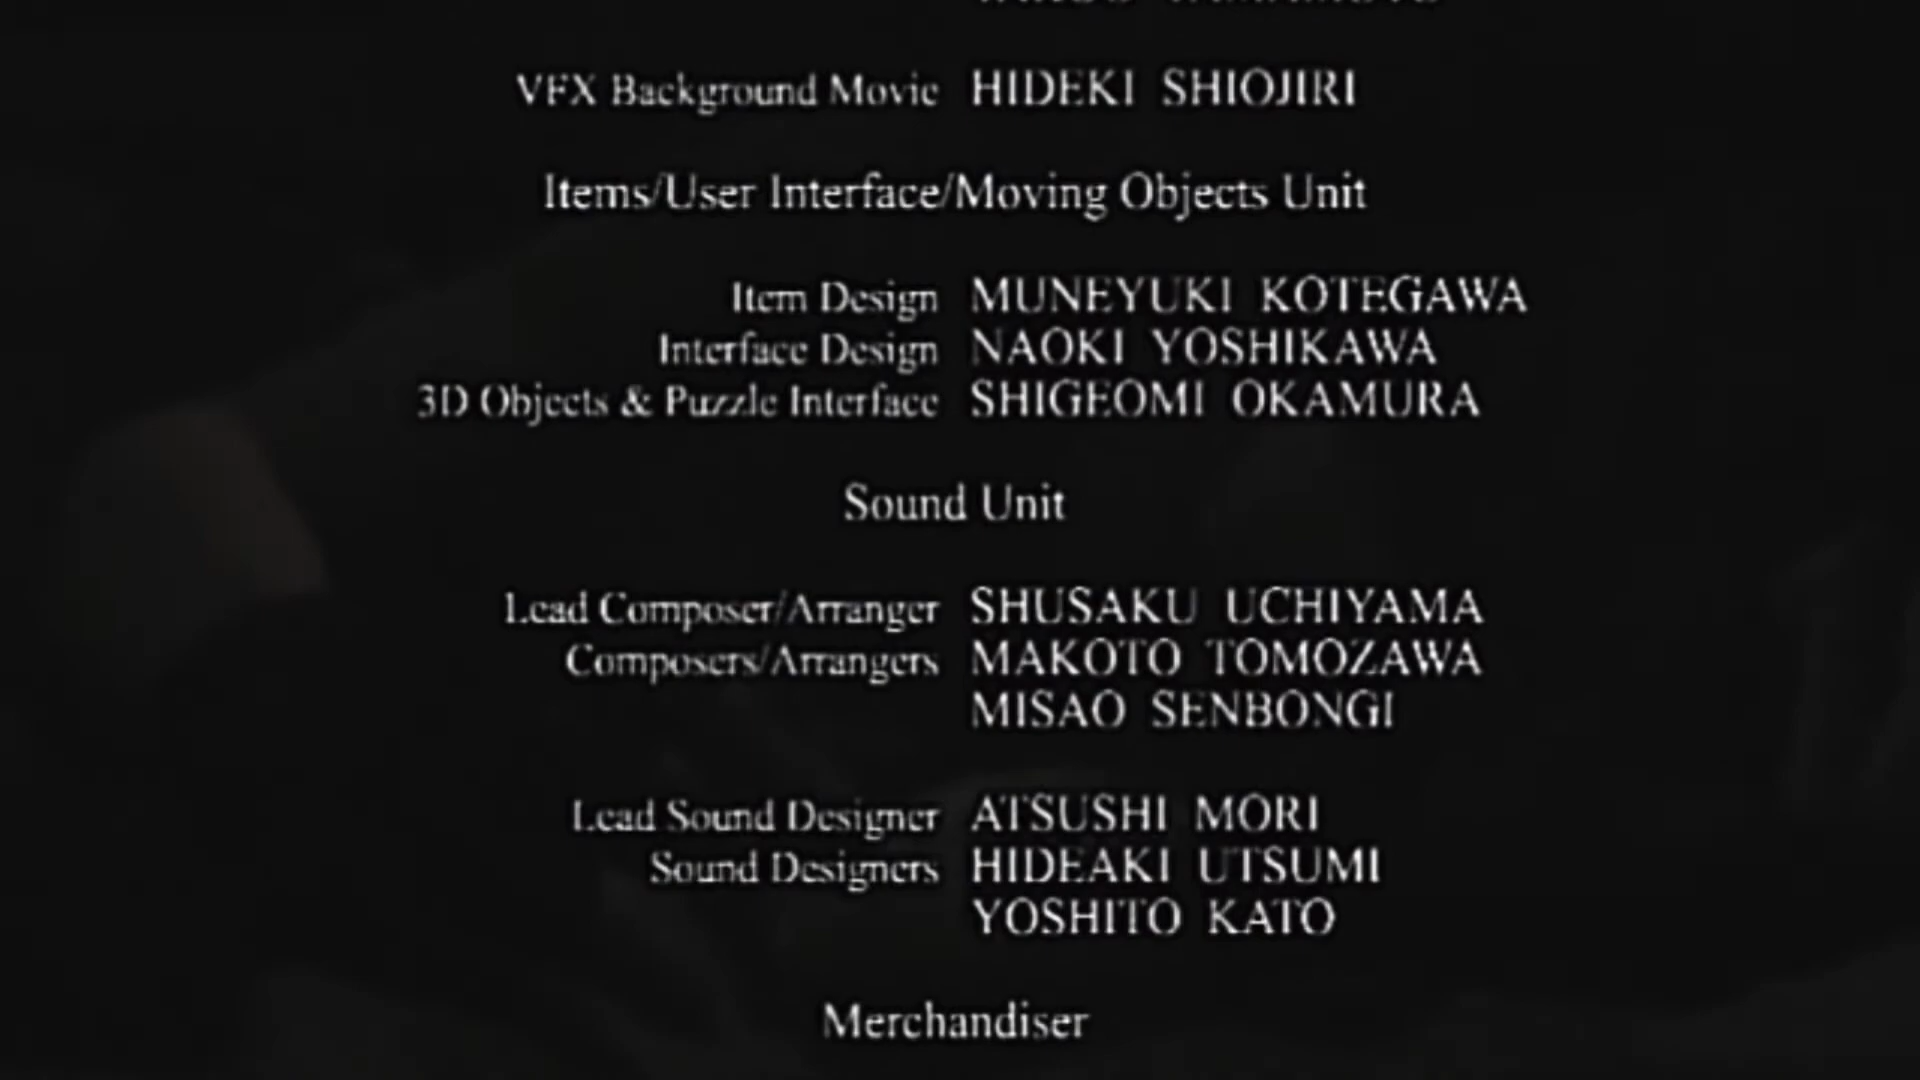 VFX Background Movie HIDEKI SHIOJIRI
Items/User Interface/Moving Objects Unit
Item Design MUNEYUKI KOTEGAWA
Interface Design NAOKI YOSHIKAWA
3D Objects & Puzzle Interface SHIGEOMI OKAMURA
Sound Unit
Lead Composer/Arranger SHUSAKU UCHIYAMA
Composers/Arrangers MAKOTO TOMOZAWA
MISAO SENBONGI
Lead Sound Designer ATSUSHI MORI
Sound Designers HIDEAKI UTSUMI
YOSHITO KATO
Merchandiser